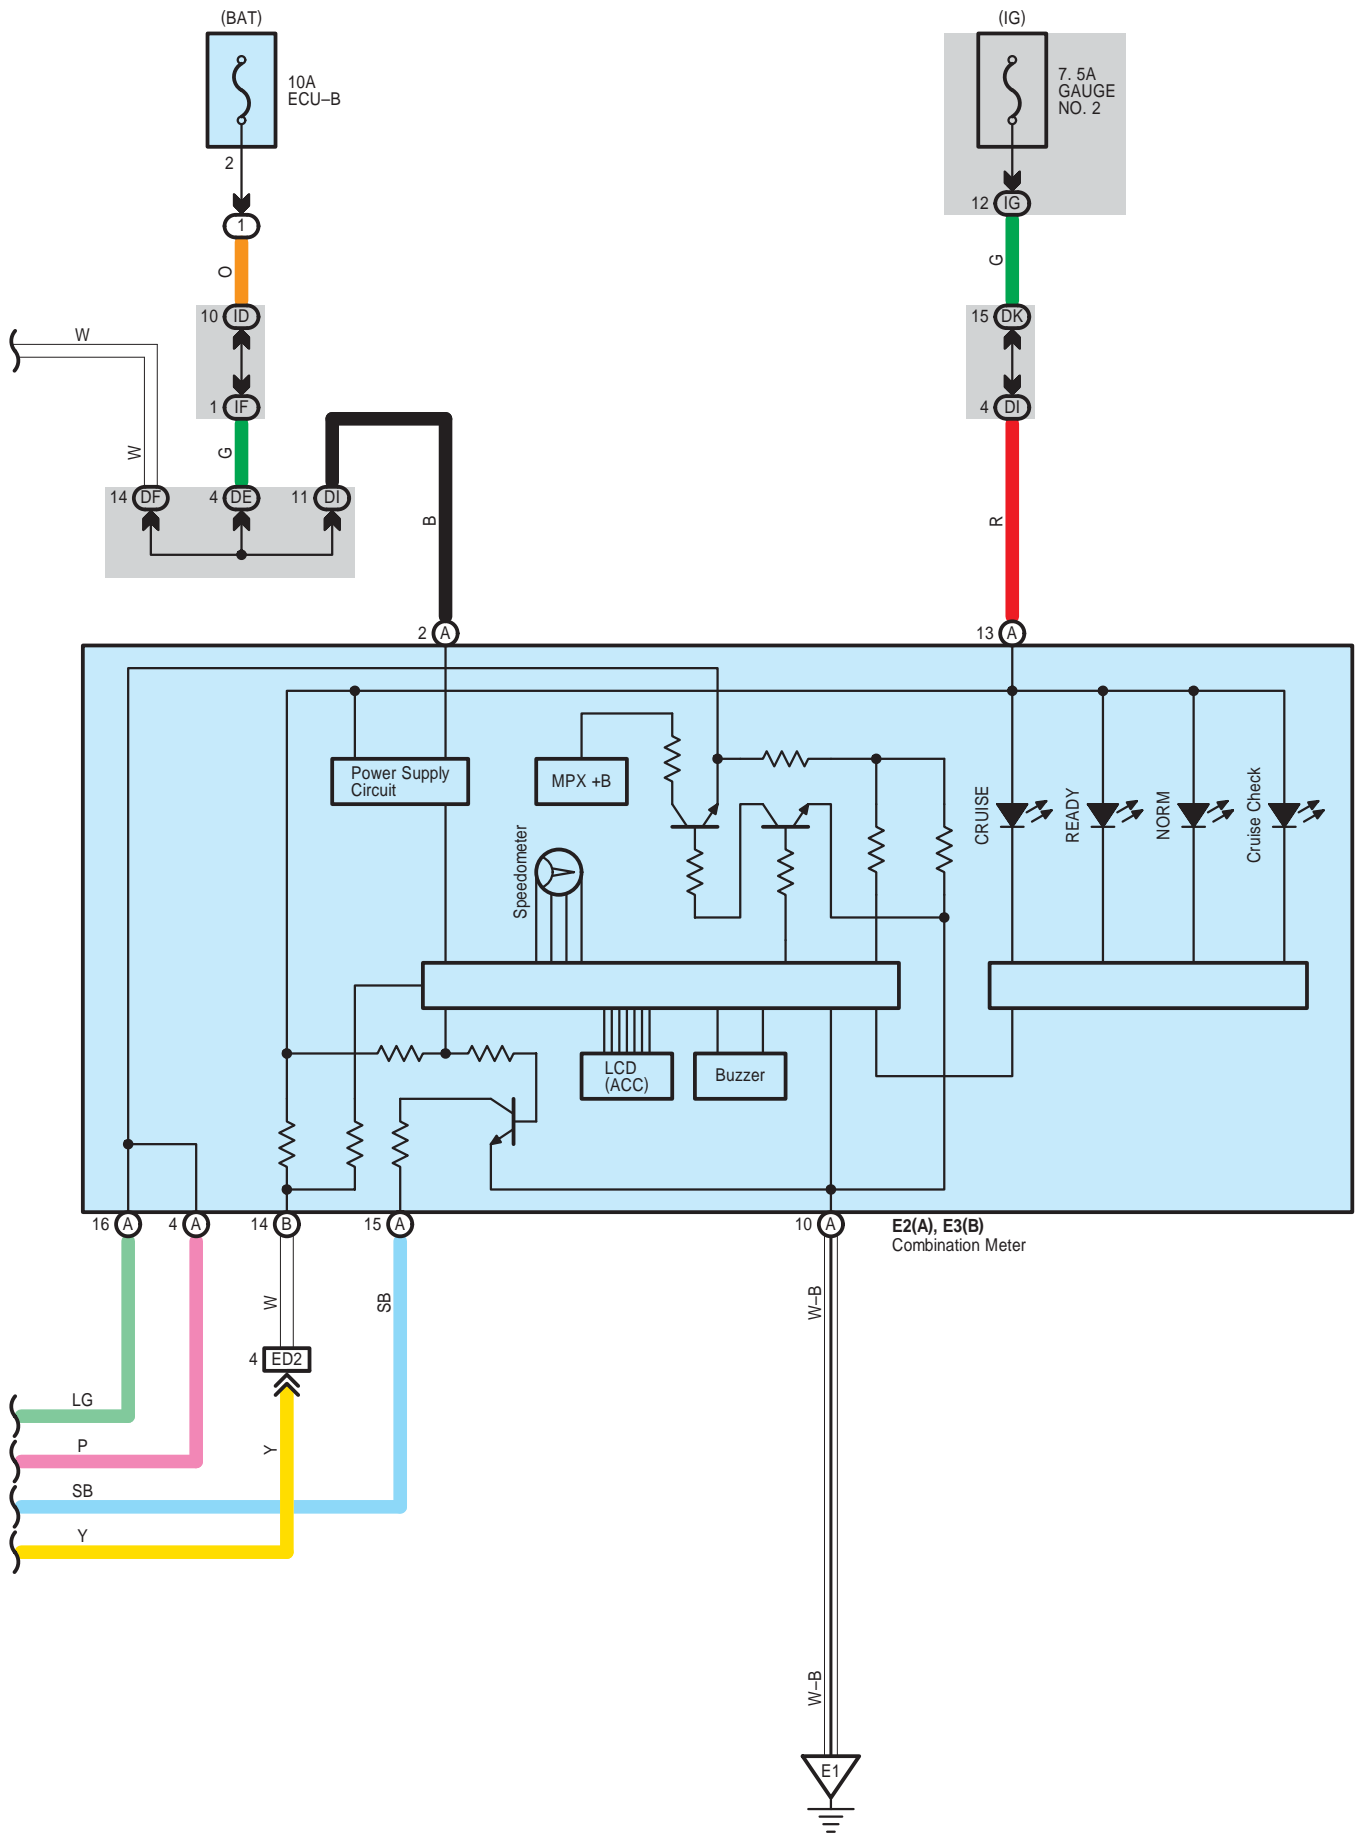 (BAT)
(IG)
10A
ECU–B
7. 5A
GAUGE
NO. 2
2
12 IG
1
O
G
10 ID
15 DK
W
1 IF
4 DI
W
G
14 DF
4 DE
11 DI
B
R
2 A
13 A
Power Supply
Circuit
MPX +B
CRUISE
READY
NORM
Cruise Check
Speedometer
LCD
(ACC)
Buzzer
16 A
4 A
14 B
15 A
10 A
E2(A), E3(B)
Combination Meter
W
SB
W–B
4 ED2
LG
P
Y
SB
Y
W–B
E1